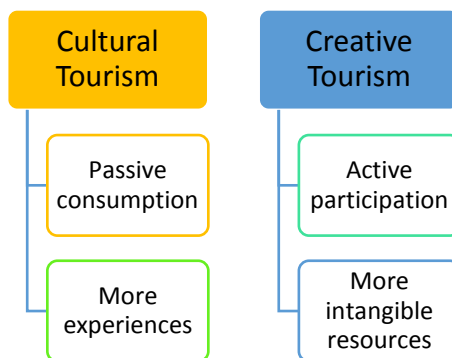 Cultural
Tourism
Passive
consumption
More
experiences
Creative
Tourism
Active
participation
More
intangible
resources